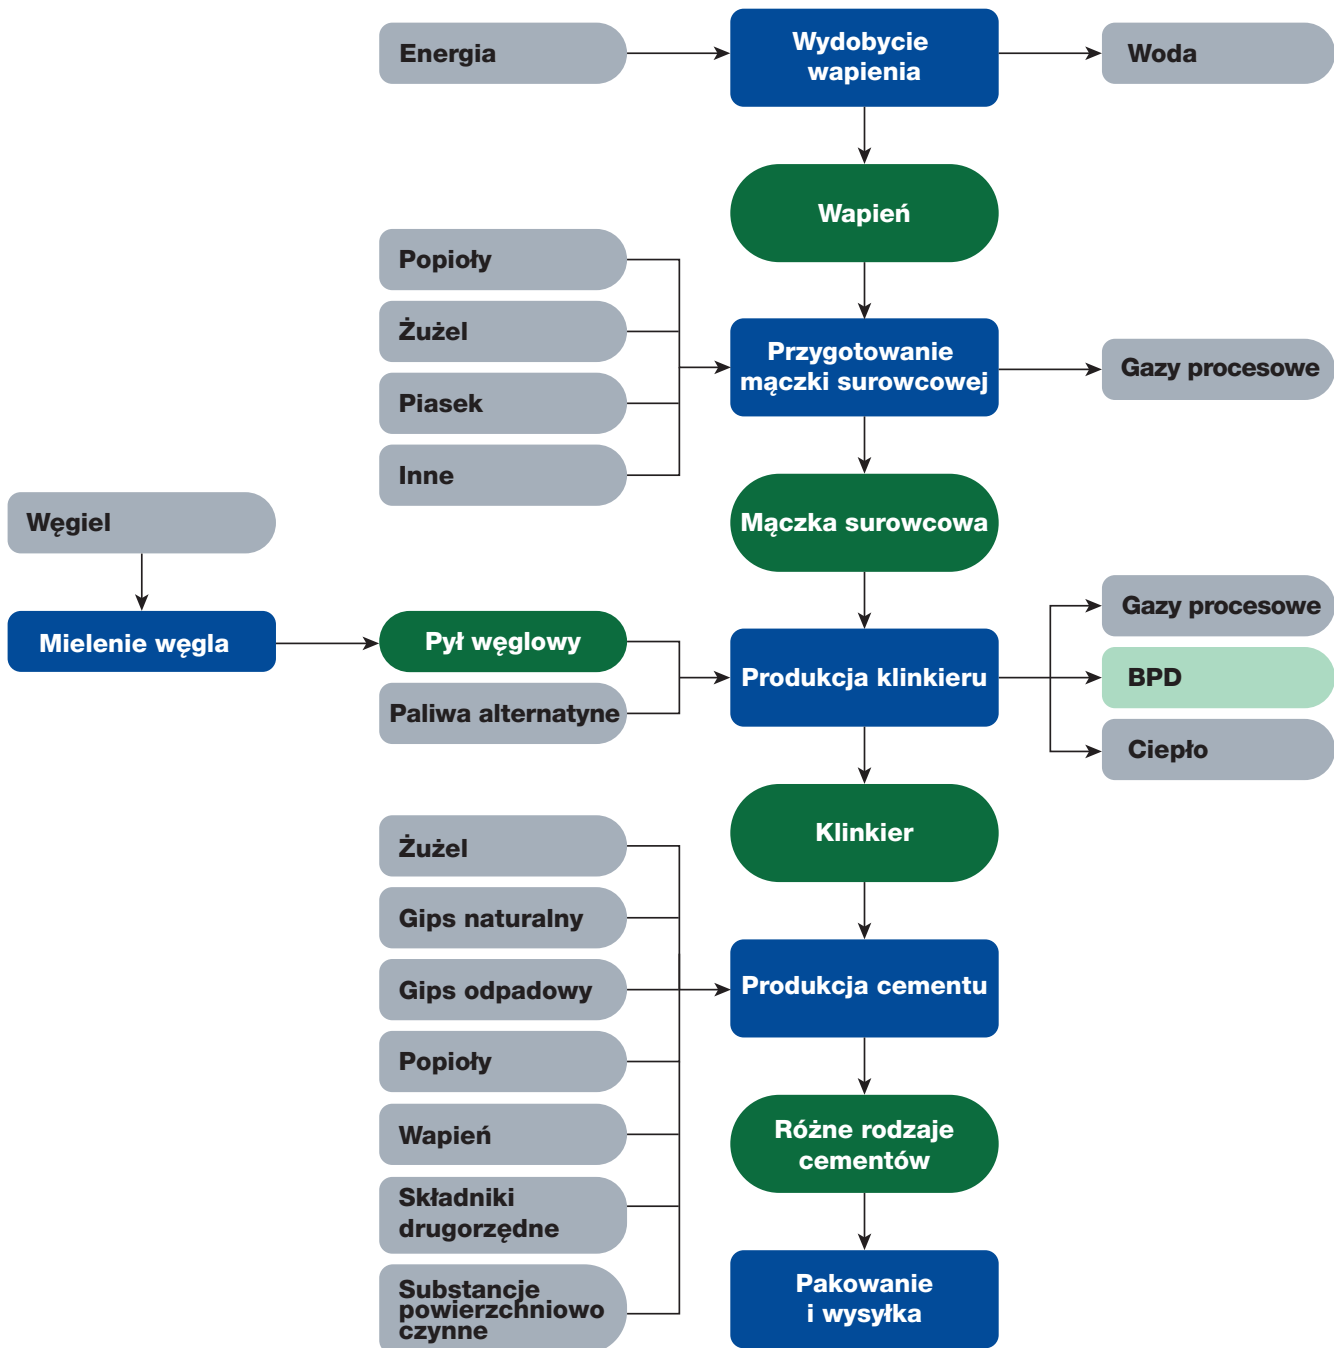 Energia
Wydobycie
wapienia
Woda
Wapień
Popioły
Żużel
Piasek
Inne
Przygotowanie
mączki surowcowej
Gazy procesowe
Mączka surowcowa
Węgiel
Mielenie węgla
Pył węglowy
Paliwa alternatyne
Produkcja klinkieru
Gazy procesowe
BPD
Ciepło
Klinkier
Żużel
Gips naturalny
Gips odpadowy
Popioły
Wapień
Składniki
drugorzędne
Substancje
powierzchniowo
czynne
Produkcja cementu
Różne rodzaje
cementów
Pakowanie
i wysyłka